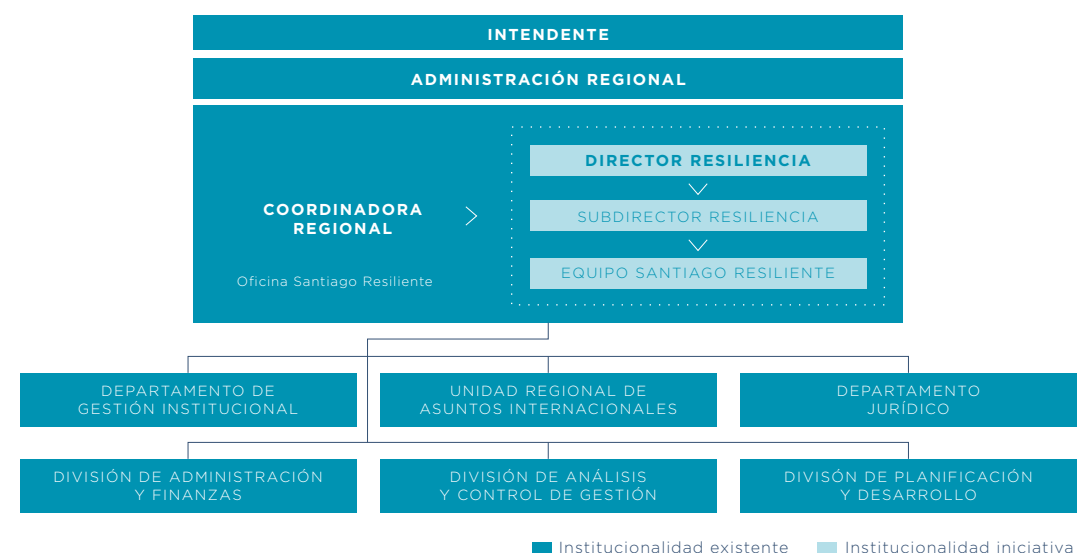 INTENDENTE
ADMINISTRACIÓN REGIONAL
COORDINADORA
REGIONAL
Oficina Santiago Resiliente
DIRECTOR RESILIENCIA
SUBDIRECTOR RESILIENCIA
EQUIPO SANTIAGO RESILIENTE
DEPARTAMENTO DE
GESTIÓN INSTITUCIONAL
UNIDAD REGIONAL DE
ASUNTOS INTERNACIONALES
DEPARTAMENTO
JURÍDICO
DIVISIÓN DE ADMINISTRACIÓN
Y FINANZAS
DIVISIÓN DE ANÁLISIS
Y CONTROL DE GESTIÓN
DIVISÓN DE PLANIFICACIÓN
Y DESARROLLO
Institucionalidad existente
Institucionalidad iniciativa